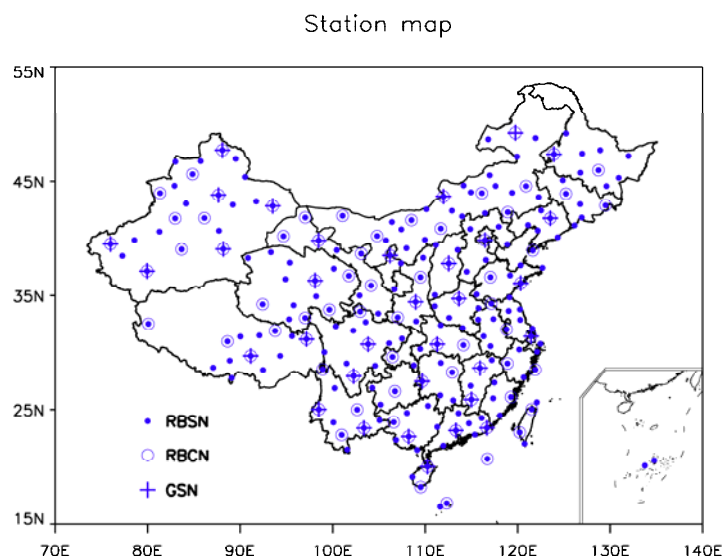 Station map
55N
45N
35N
25N
15N
RBSN
RBCN
GSN
70E 80E 90E 100E 110E 120E 130E 140E